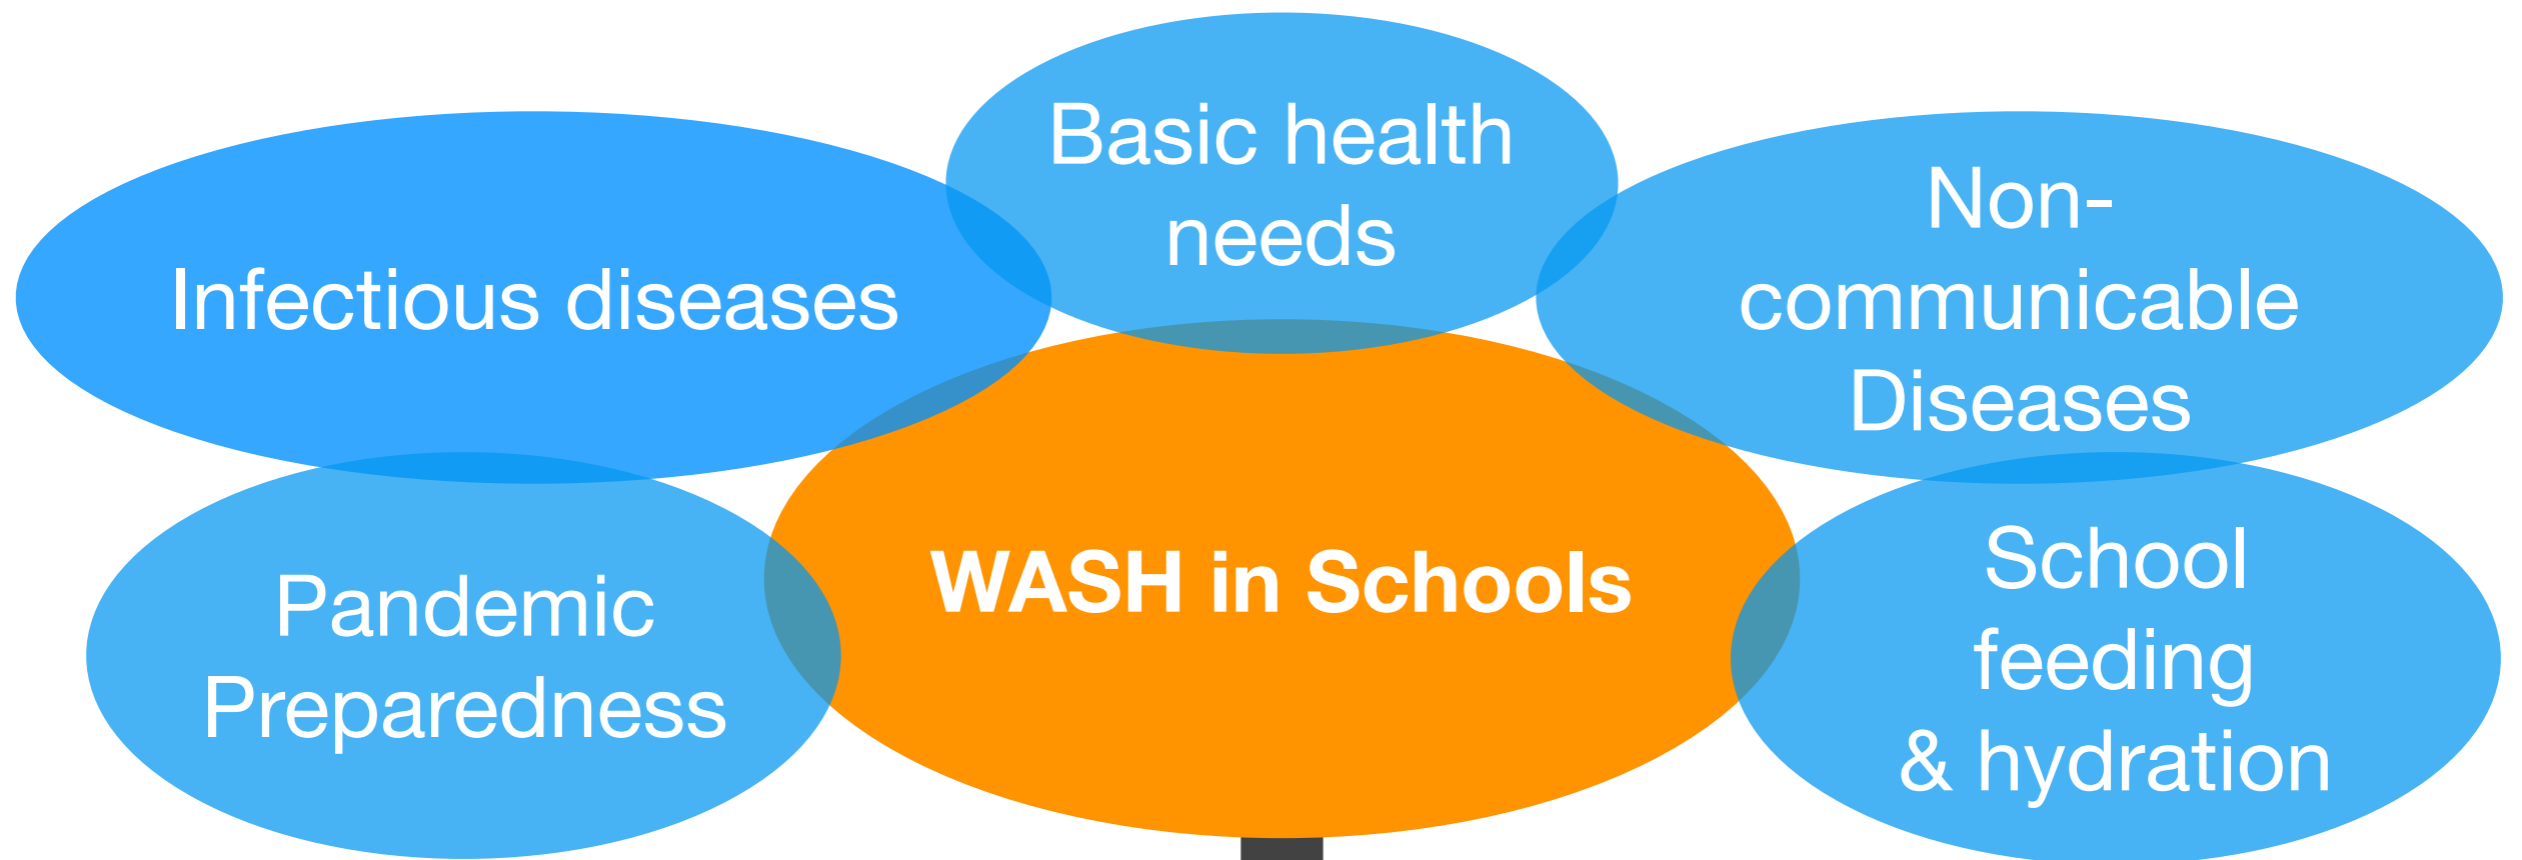 Basic health
needs
Infectious diseases
Non-
communicable
Diseases
Pandemic
Preparedness
WASH in Schools
School
feeding
& hydration